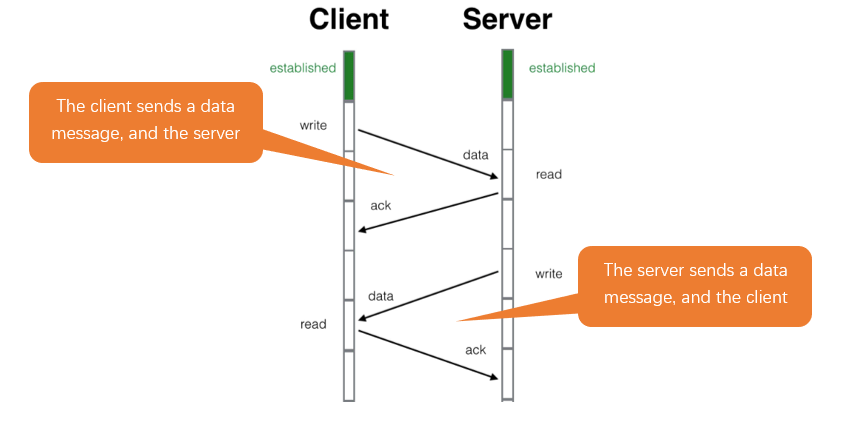 Client
Server
established
established
The client sends a data
message, and the server
write
data
read
ack
write
The server sends a data
message, and the client
data
read
ack